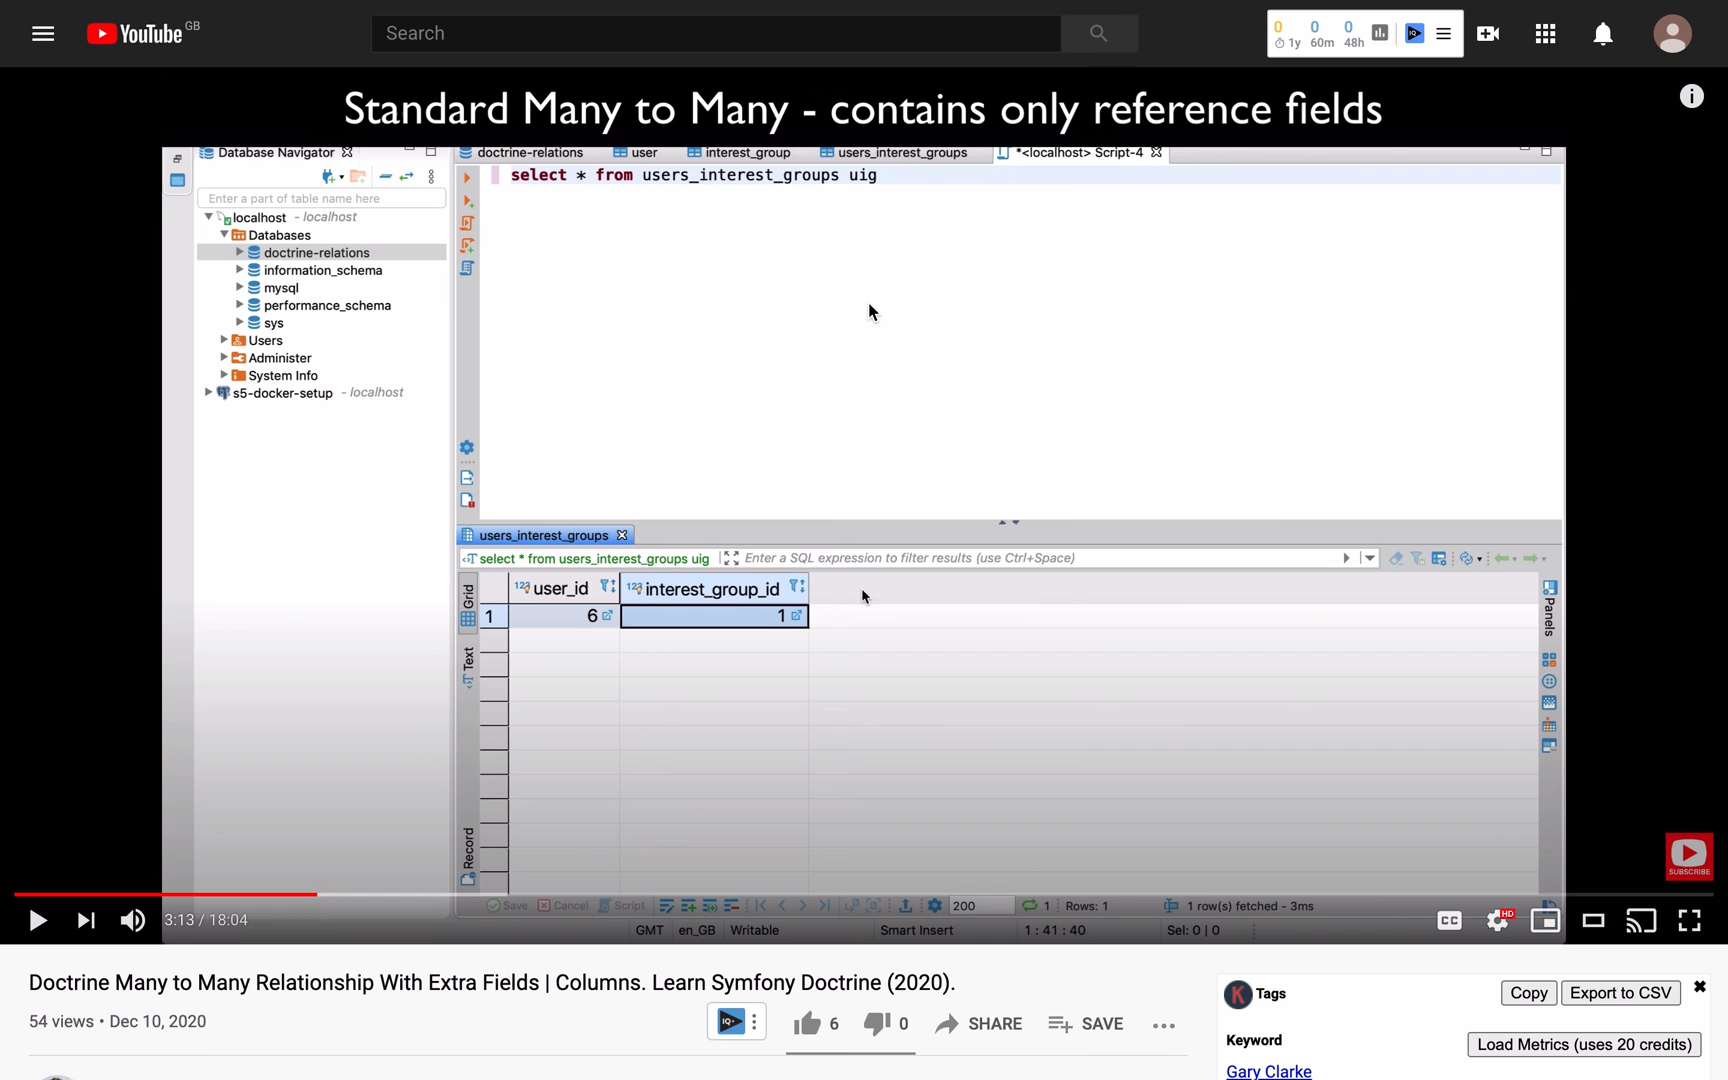 YouTube GB
Search
0 0 0
1y 60m 48h
IQ
Standard Many to Many - contains only reference fields
Database Navigator
doctrine-relations user interest_group users_interest_groups *<localhost> Script-4
Enter a part of table name here
select * from users_interest_groups uig
localhost - localhost
Databases
doctrine-relations
information_schema
mysql
performance_schema
sys
Users
Administer
System Info
s5-docker-setup - localhost
users_interest_groups
select * from users_interest_groups uig Enter a SQL expression to filter results (use Ctrl+Space)
Grid
Text
Record
Panels
123 user_id 123 interest_group_id
1 6 1
SUBSCRIBE
Save Cancel Script 200 1 Rows: 1 1 row(s) fetched - 3ms
3:13 / 18:04
CC HD
GMT en_GB Writable Smart Insert 1 : 41 : 40 Sel: 0 | 0
Doctrine Many to Many Relationship With Extra Fields | Columns. Learn Symfony Doctrine (2020).
54 views • Dec 10, 2020
IQ 6 0 SHARE SAVE
K Tags Copy Export to CSV
Keyword Load Metrics (uses 20 credits)
Gary Clarke